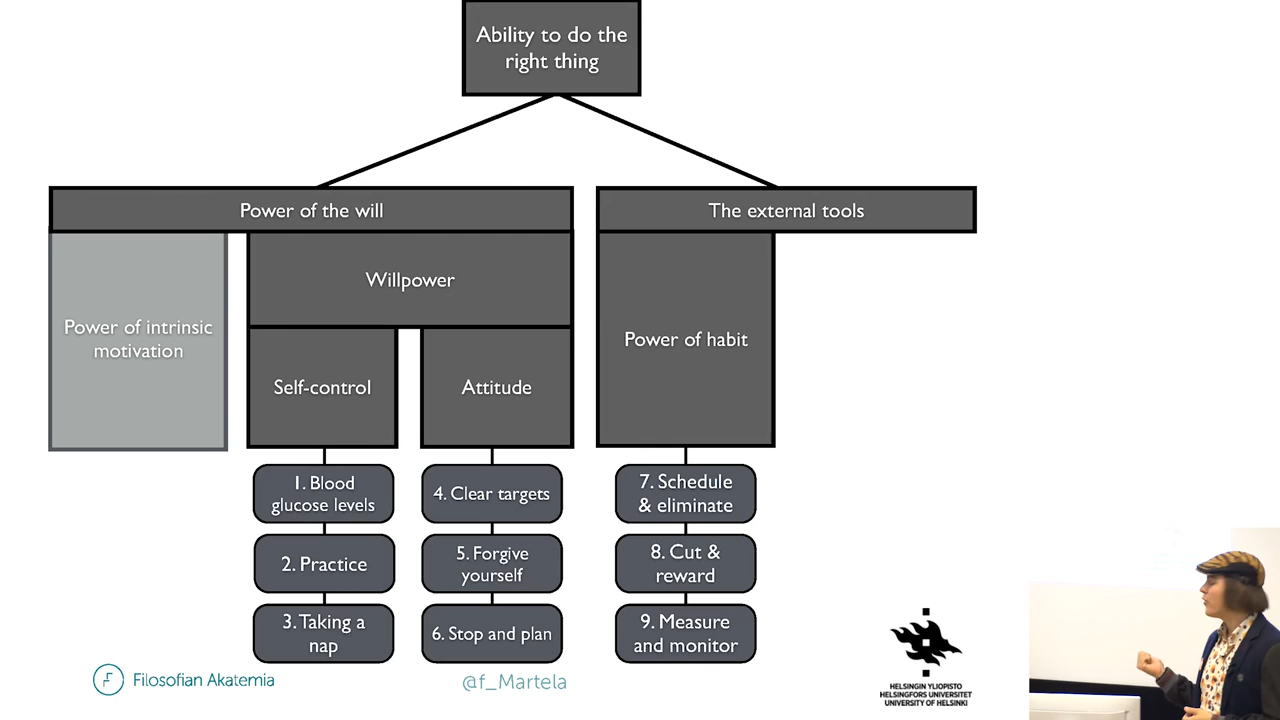 Ability to do the
right thing
Power of the will
The external tools
Power of intrinsic
motivation
Willpower
Self-control
Attitude
Power of habit
1. Blood
glucose levels
2. Practice
3. Taking a
nap
4. Clear targets
5. Forgive
yourself
6. Stop and plan
7. Schedule
& eliminate
8. Cut &
reward
9. Measure
and monitor
F
Filosofian Akatemia
@f_Martela
HELSINGIN YLIOPISTO
HELSINGFORS UNIVERSITET
UNIVERSITY OF HELSINKI